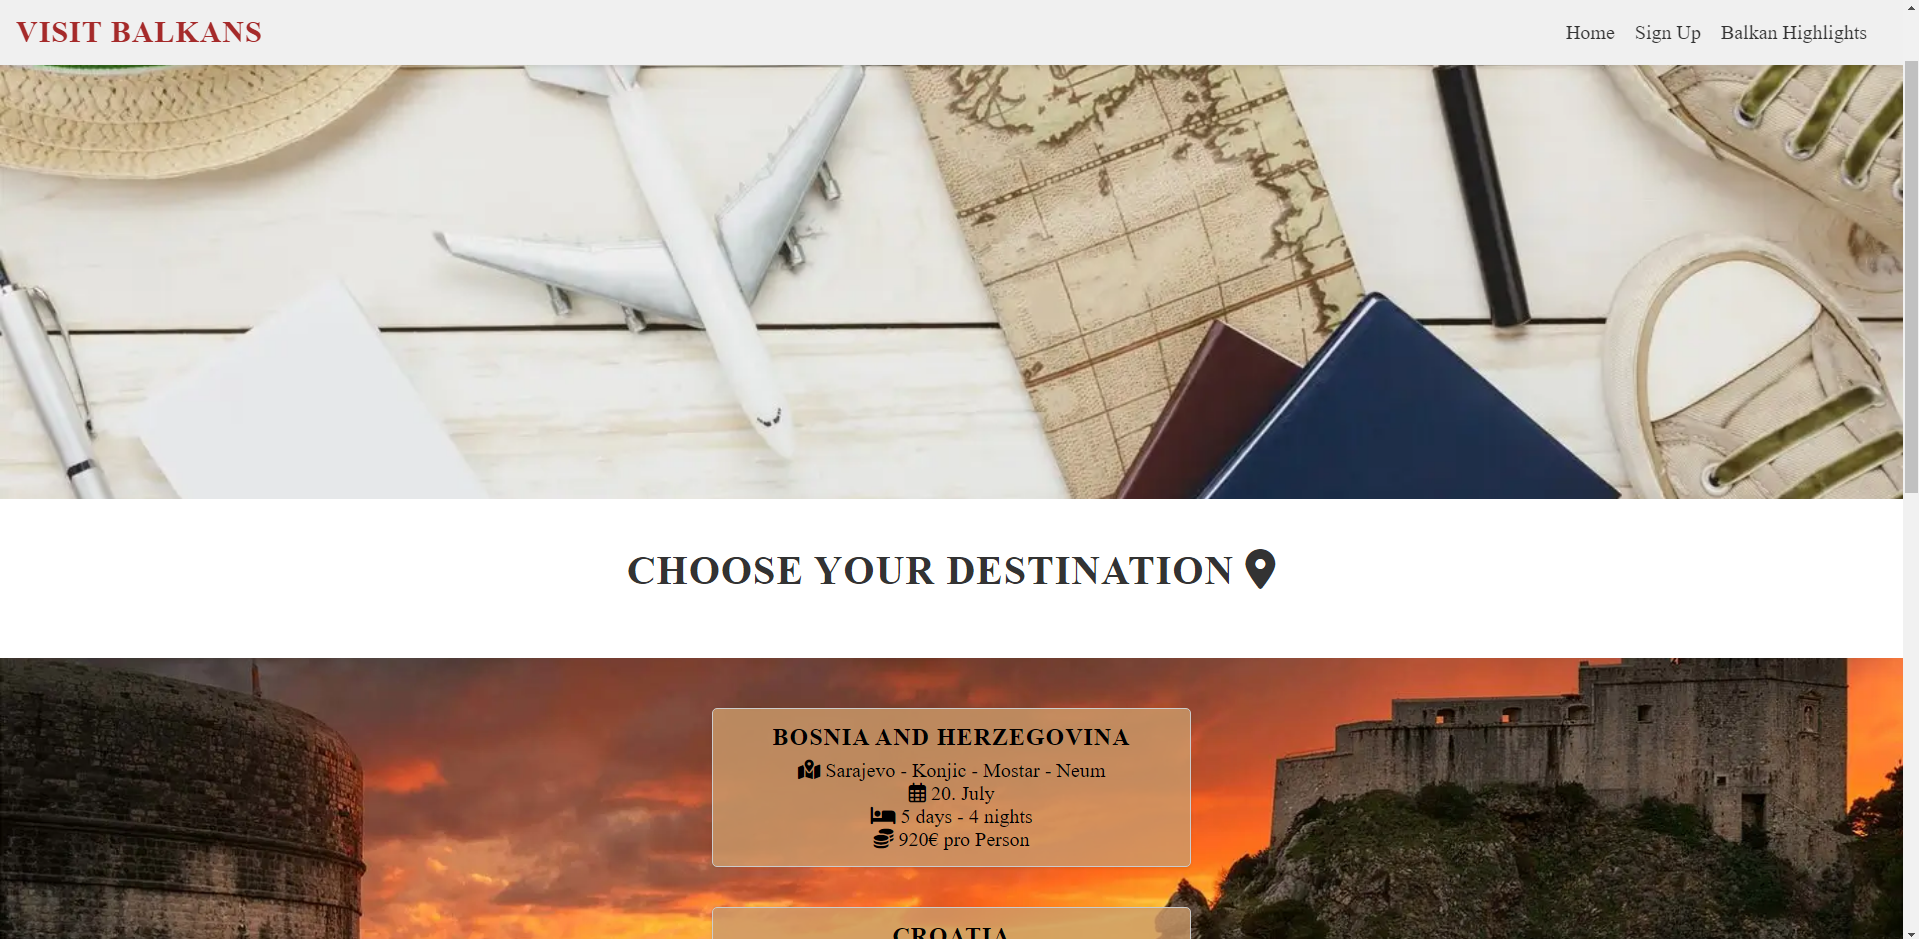 VISIT BALKANS
Home Sign Up Balkan Highlights
CHOOSE YOUR DESTINATION
BOSNIA AND HERZEGOVINA
Sarajevo - Konjic - Mostar - Neum
20. July
5 days - 4 nights
920€ pro Person
CROATIA